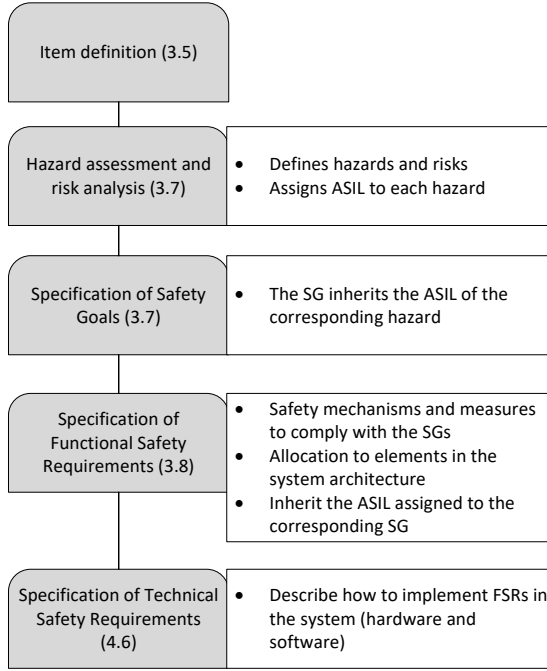 Item definition (3.5)
Hazard assessment and
risk analysis (3.7)
• Defines hazards and risks
• Assigns ASIL to each hazard
Specification of Safety
Goals (3.7)
• The SG inherits the ASIL of the
corresponding hazard
Specification of
Functional Safety
Requirements (3.8)
• Safety mechanisms and measures
to comply with the SGs
• Allocation to elements in the
system architecture
• Inherit the ASIL assigned to the
corresponding SG
Specification of Technical
Safety Requirements
(4.6)
• Describe how to implement FSRs in
the system (hardware and
software)